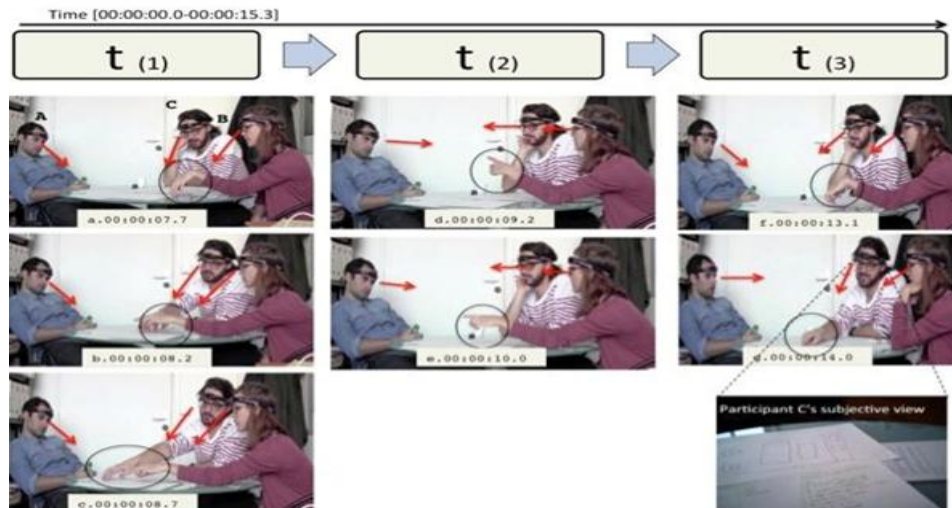 Time [00:00:00.0-00:00:15.3]
t (1)
t (2)
t (3)
A
C
B
a.00:00:07.7
d.00:00:09.2
f.00:00:13.1
b.00:00:08.2
e.00:00:10.0
g.00:00:14.0
c.00:00:08.7
Participant C's subjective view